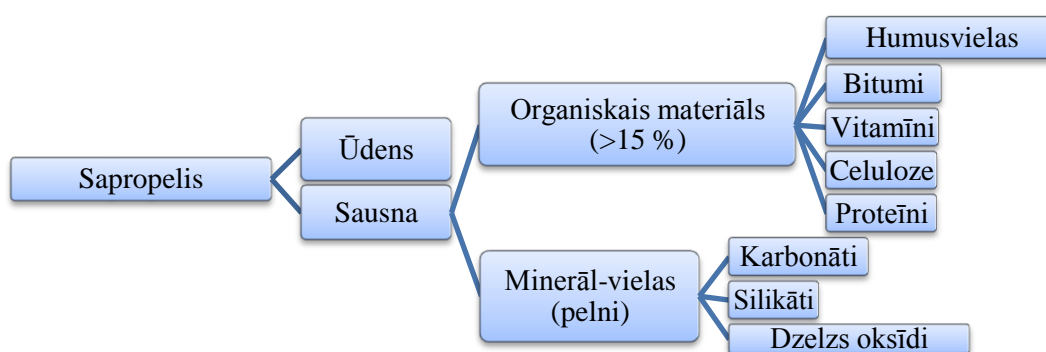 Sapropelis
Ūdens
Sausna
Organiskais materiāls
(>15 %)
Humusvielas
Bitumi
Vitamīni
Celuloze
Proteīni
Minerāl-vielas
(pelni)
Karbonāti
Silikāti
Dzelzs oksīdi